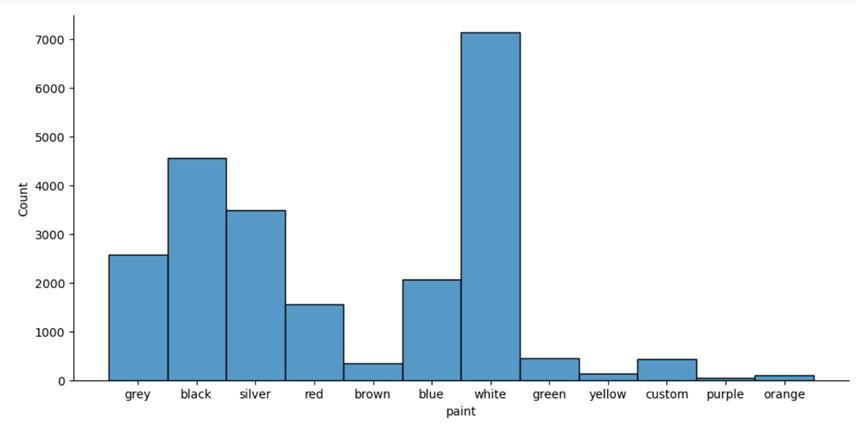 Count
7000
6000
5000
4000
3000
2000
1000
0
grey black silver red brown blue white green yellow custom purple orange
paint